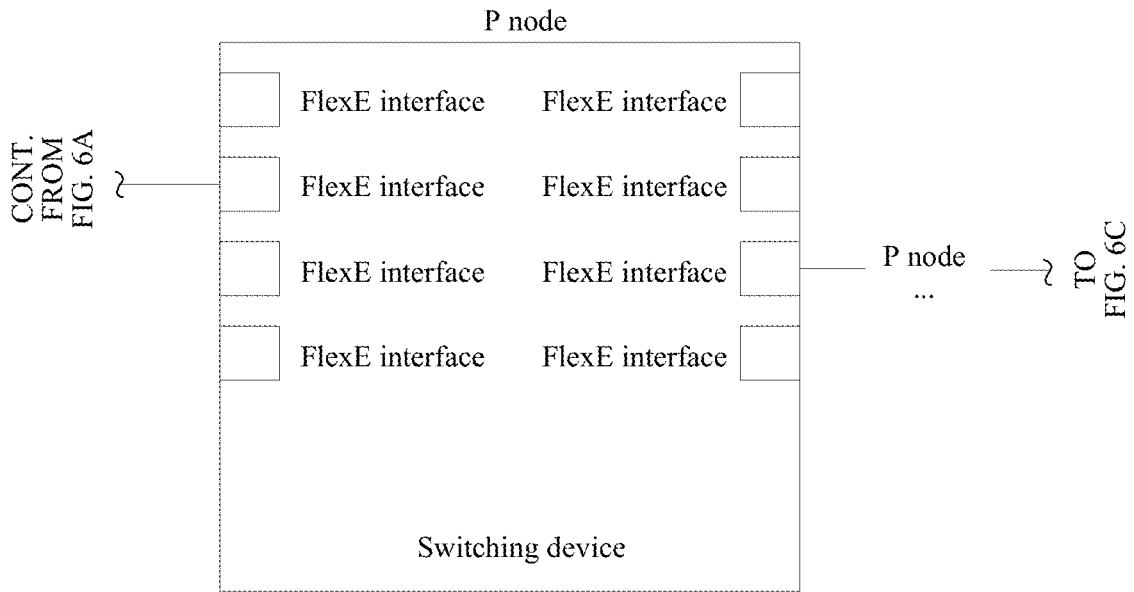 P node
FlexE interface FlexE interface
CONT.
FROM
FIG. 6A
FlexE interface FlexE interface
FlexE interface FlexE interface
P node
...
TO
FIG. 6C
FlexE interface FlexE interface
Switching device